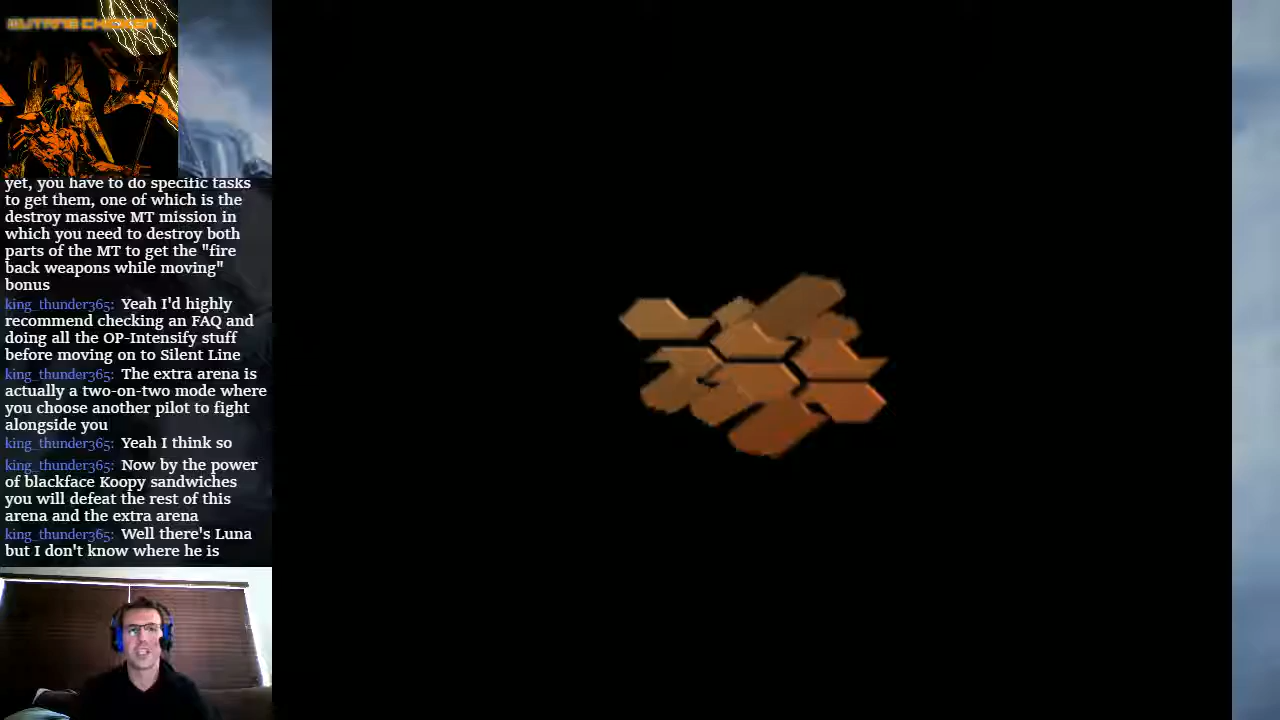 MUTANT CHICKEN
yet, you have to do specific tasks
to get them, one of which is the
destroy massive MT mission in
which you need to destroy both
parts of the MT to get the "fire
back weapons while moving"
bonus
king_thunder365: Yeah I'd highly
recommend checking an FAQ and
doing all the OP-Intensify stuff
before moving on to Silent Line
king_thunder365: The extra arena is
actually a two-on-two mode where
you choose another pilot to fight
alongside you
king_thunder365: Yeah I think so
king_thunder365: Now by the power
of blackface Koopy sandwiches
you will defeat the rest of this
arena and the extra arena
king_thunder365: Well there's Luna
but I don't know where he is